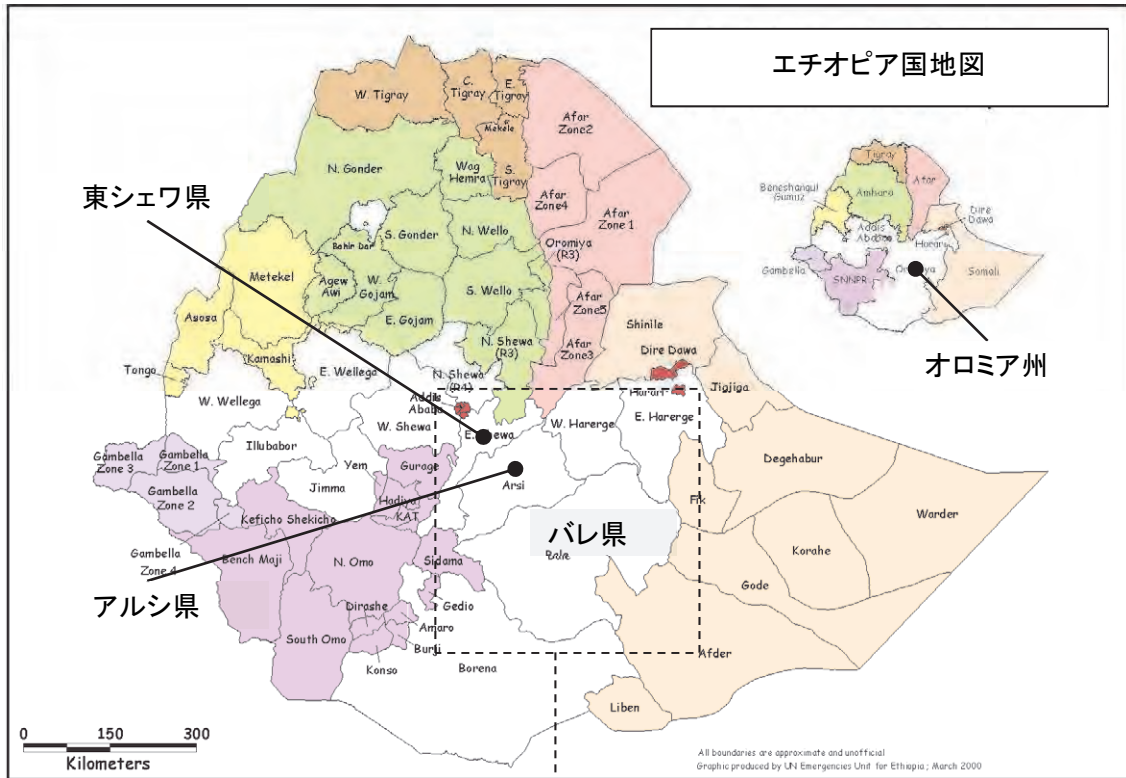 エチオピア国地図
W. Tigray
C.
Tigray
E.
Tigray
Mekele
S.
Tigray
Afar
Zone2
N. Gonder
Wag
Hemra
Afar
Zone4
Afar
Zone 1
東シェワ県
Bahir Dar
S. Gonder
N. Wello
Oromiya
(R3)
Metekel
Agew
Awi
W.
Gojam
S. Wello
Afar
Zone5
E. Gojam
Asosa
Kamashi
N. Shewa
(R3)
Afar
Zone3
Shinile
Dire Dawa
Tongo
E. Wellega
N. Shewa
(R4)
Harari
Jigjiga
W. Wellega
Addis
Ababa
W. Shewa
E. Shewa
W. Harerge
E. Harerge
Illubabor
Gambella
Zone 3
Gambella
Zone 1
Yem
Gurage
Degehabur
Gambella
Zone 2
Jimma
Hadiya
KAT
Arsi
Fik
Keficho Shekicho
Warder
バレ県
Bale
Korahe
Gambella
Zone 4
Bench Maji
N. Omo
Sidama
Gode
アルシ県
Dirashe
Gedio
Amaro
South Omo
Burji
Konso
Borena
Afder
Liben
Tigray
Beneshangul
Gumuz
Amhara
Afar
Addis
Ababa
Dire
Dawa
Harari
Gambella
SNNPR
Oromiya
Somali
オロミア州
0 150 300
Kilometers
All boundaries are approximate and unofficial
Graphic produced by UN Emergencies Unit for Ethiopia ; March 2000